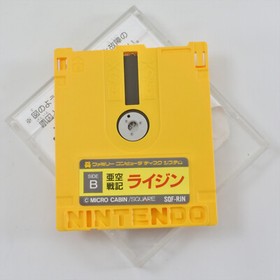 ファミリー コンピュータ ディスク システム
SIDE B
亜空戦記 ライジン
© MICRO CABIN/SQUARE SQF-RJN
NINTENDO